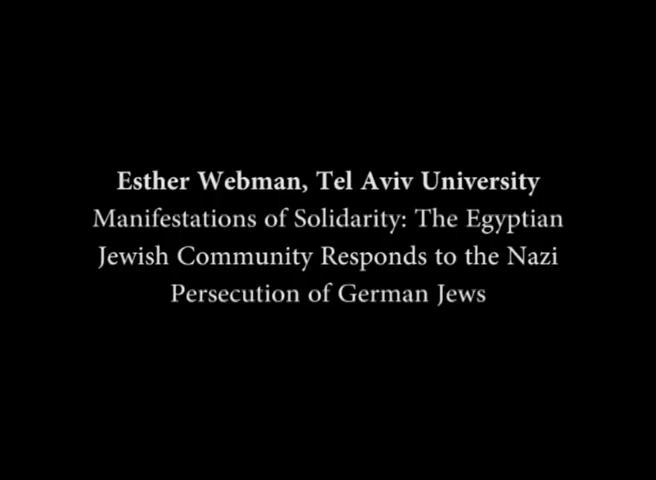 Esther Webman, Tel Aviv University
Manifestations of Solidarity: The Egyptian
Jewish Community Responds to the Nazi
Persecution of German Jews